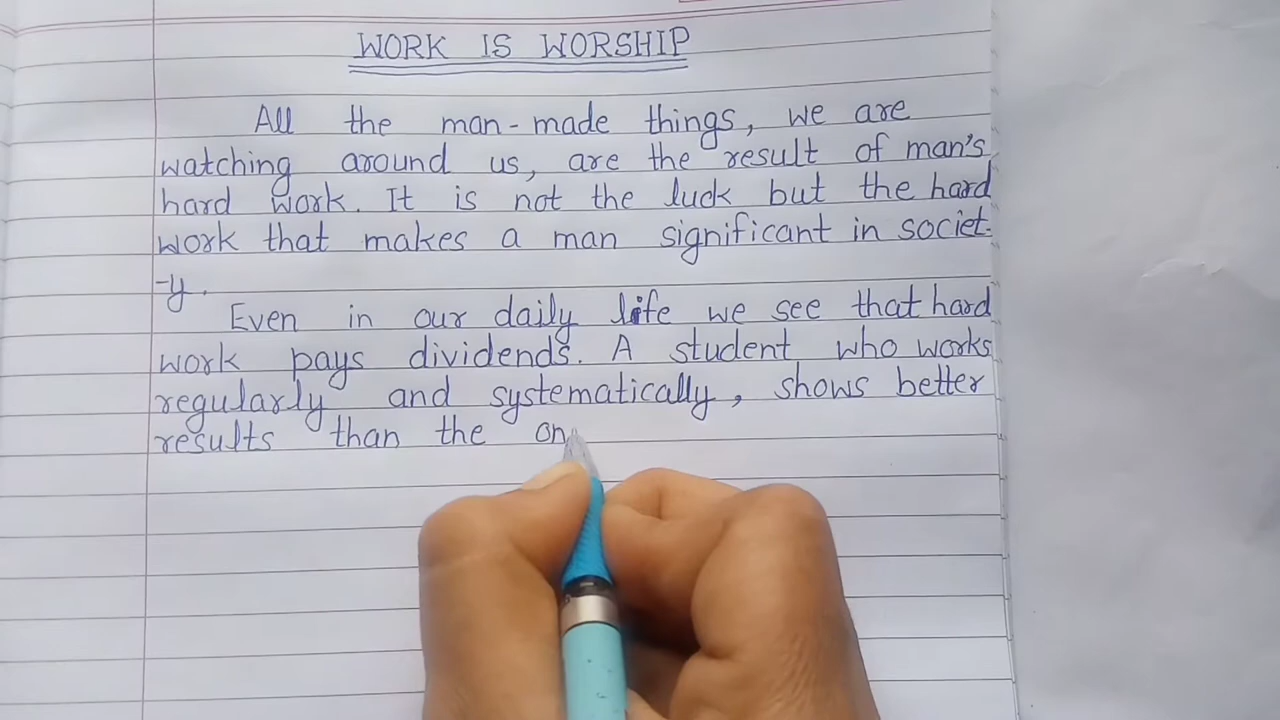 WORK IS WORSHIP
All the man-made things, we are
watching around us, are the result of man's
hard work. It is not the luck but the hard
work that makes a man significant in societ-
-y.
Even in our daily life we see that hard
work pays dividends. A student who works
regularly and systematically, shows better
results than the on